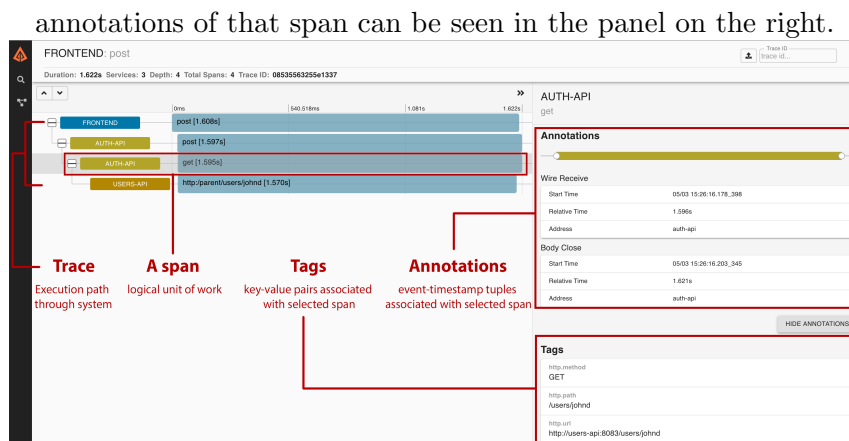 annotations of that span can be seen in the panel on the right.
FRONTEND: post
Trace ID
trace id...
Duration: 1.622s Services: 3 Depth: 4 Total Spans: 4 Trace ID: 08535563255e1337
0ms 540.518ms 1.081s 1.622s
FRONTEND post [1.608s]
AUTH-API post [1.597s]
AUTH-API get [1.595s]
USERS-API http:/parent/users/johnd [1.570s]
Trace
Execution path
through system
A span
logical unit of work
Tags
key-value pairs associated
with selected span
Annotations
event-timestamp tuples
associated with selected span
AUTH-API
get
Annotations
Wire Receive
Start Time 05/03 15:26:16.178_398
Relative Time 1.596s
Address auth-api
Body Close
Start Time 05/03 15:26:16.203_345
Relative Time 1.621s
Address auth-api
HIDE ANNOTATIONS
Tags
http.method
GET
http.path
/users/johnd
http.url
http://users-api:8083/users/johnd